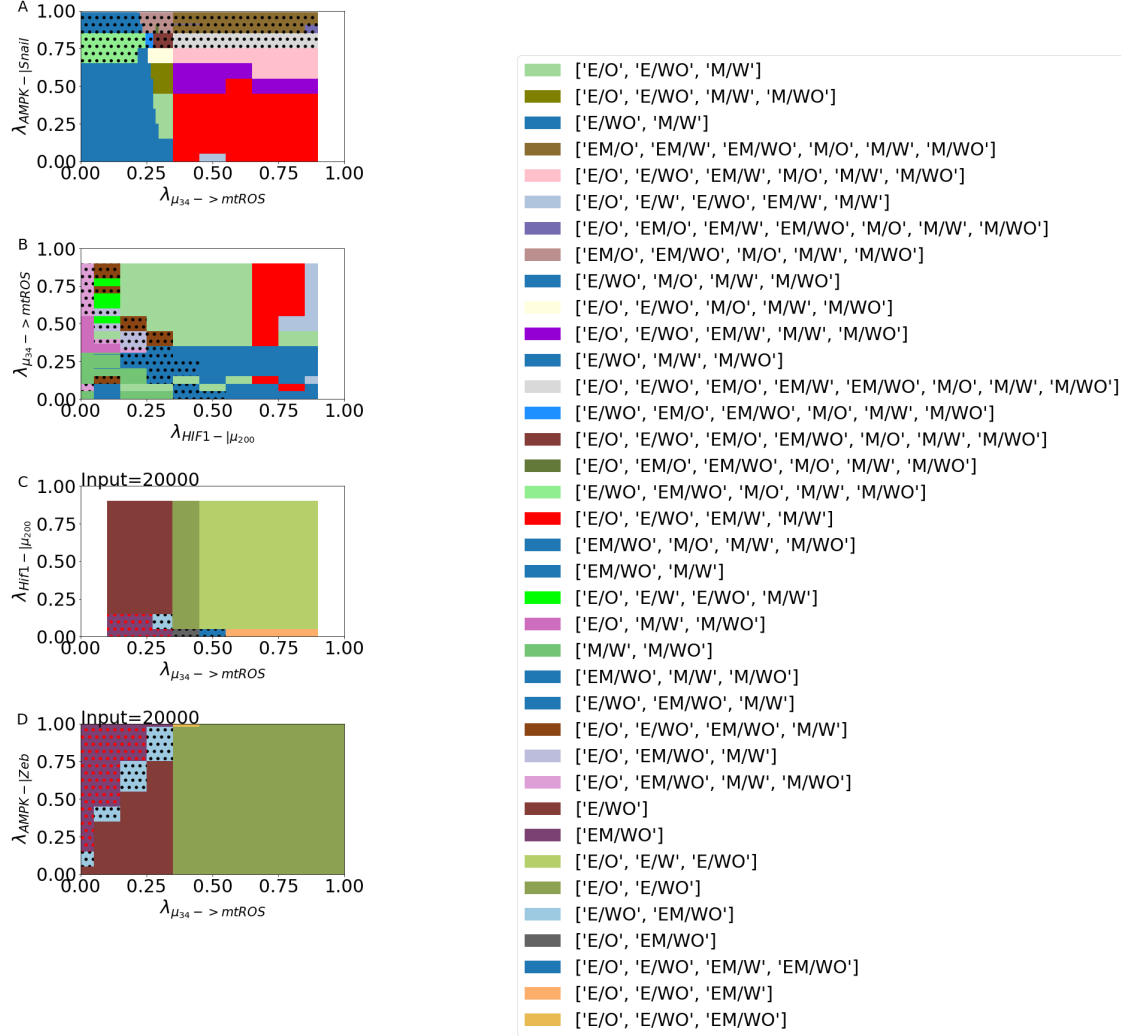 A
1.00
0.75
0.50
0.25
0.00
λAMPK−|Snail
0.00 0.25 0.50 0.75 1.00
λμ34−>mtROS
B
1.00
0.75
0.50
0.25
0.00
λμ34−>mtROS
0.00 0.25 0.50 0.75 1.00
λHIF1−|μ200
C
Input=20000
1.00
0.75
0.50
0.25
0.00
λHif1−|μ200
0.00 0.25 0.50 0.75 1.00
λμ34−>mtROS
D
Input=20000
1.00
0.75
0.50
0.25
0.00
λAMPK−|Zeb
0.00 0.25 0.50 0.75 1.00
λμ34−>mtROS
['E/O', 'E/WO', 'M/W']
['E/O', 'E/WO', 'M/W', 'M/WO']
['E/WO', 'M/W']
['EM/O', 'EM/W', 'EM/WO', 'M/O', 'M/W', 'M/WO']
['E/O', 'E/WO', 'EM/W', 'M/O', 'M/W', 'M/WO']
['E/O', 'E/W', 'E/WO', 'EM/W', 'M/W']
['E/O', 'EM/O', 'EM/W', 'EM/WO', 'M/O', 'M/W', 'M/WO']
['EM/O', 'EM/WO', 'M/O', 'M/W', 'M/WO']
['E/WO', 'M/O', 'M/W', 'M/WO']
['E/O', 'E/WO', 'M/O', 'M/W', 'M/WO']
['E/O', 'E/WO', 'EM/W', 'M/W', 'M/WO']
['E/WO', 'M/W', 'M/WO']
['E/O', 'E/WO', 'EM/O', 'EM/W', 'EM/WO', 'M/O', 'M/W', 'M/WO']
['E/WO', 'EM/O', 'EM/WO', 'M/O', 'M/W', 'M/WO']
['E/O', 'E/WO', 'EM/O', 'EM/WO', 'M/O', 'M/W', 'M/WO']
['E/O', 'EM/O', 'EM/WO', 'M/O', 'M/W', 'M/WO']
['E/WO', 'EM/WO', 'M/O', 'M/W', 'M/WO']
['E/O', 'E/WO', 'EM/W', 'M/W']
['EM/WO', 'M/O', 'M/W', 'M/WO']
['EM/WO', 'M/W']
['E/O', 'E/W', 'E/WO', 'M/W']
['E/O', 'M/W', 'M/WO']
['M/W', 'M/WO']
['EM/WO', 'M/W', 'M/WO']
['E/WO', 'EM/WO', 'M/W']
['E/O', 'E/WO', 'EM/WO', 'M/W']
['E/O', 'EM/WO', 'M/W']
['E/O', 'EM/WO', 'M/W', 'M/WO']
['E/WO']
['EM/WO']
['E/O', 'E/W', 'E/WO']
['E/O', 'E/WO']
['E/WO', 'EM/WO']
['E/O', 'EM/WO']
['E/O', 'E/WO', 'EM/W', 'EM/WO']
['E/O', 'E/WO', 'EM/W']
['E/O', 'E/WO', 'EM/WO']